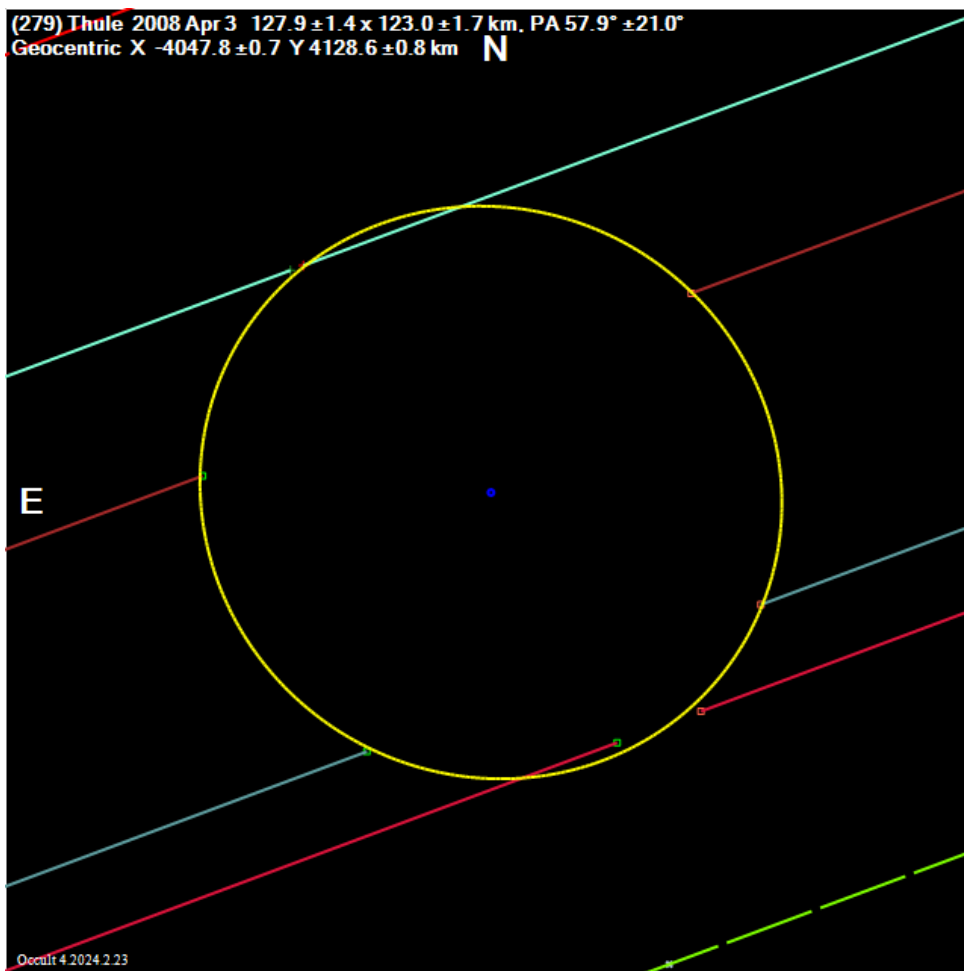 (279) Thule 2008 Apr 3 127.9 ±1.4 x 123.0 ±1.7 km, PA 57.9° ±21.0°
Geocentric X -4047.8 ±0.7 Y 4128.6 ±0.8 km
N
E
Occult 4.2024.2.23